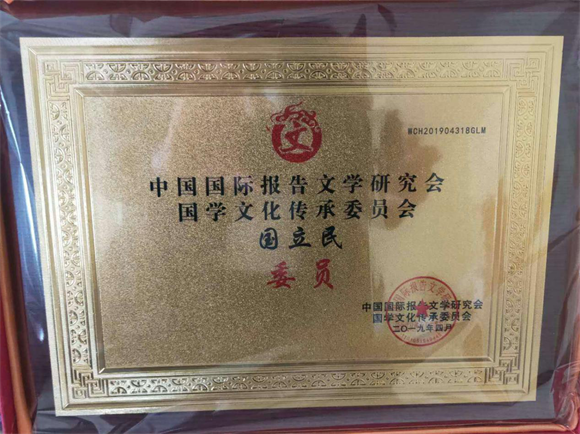 文
MCH201904318GLM
中国国际报告文学研究会
国学文化传承委员会
国立民
委员
中国国际报告文学研究会
国学文化传承委员会
二〇一九年四月